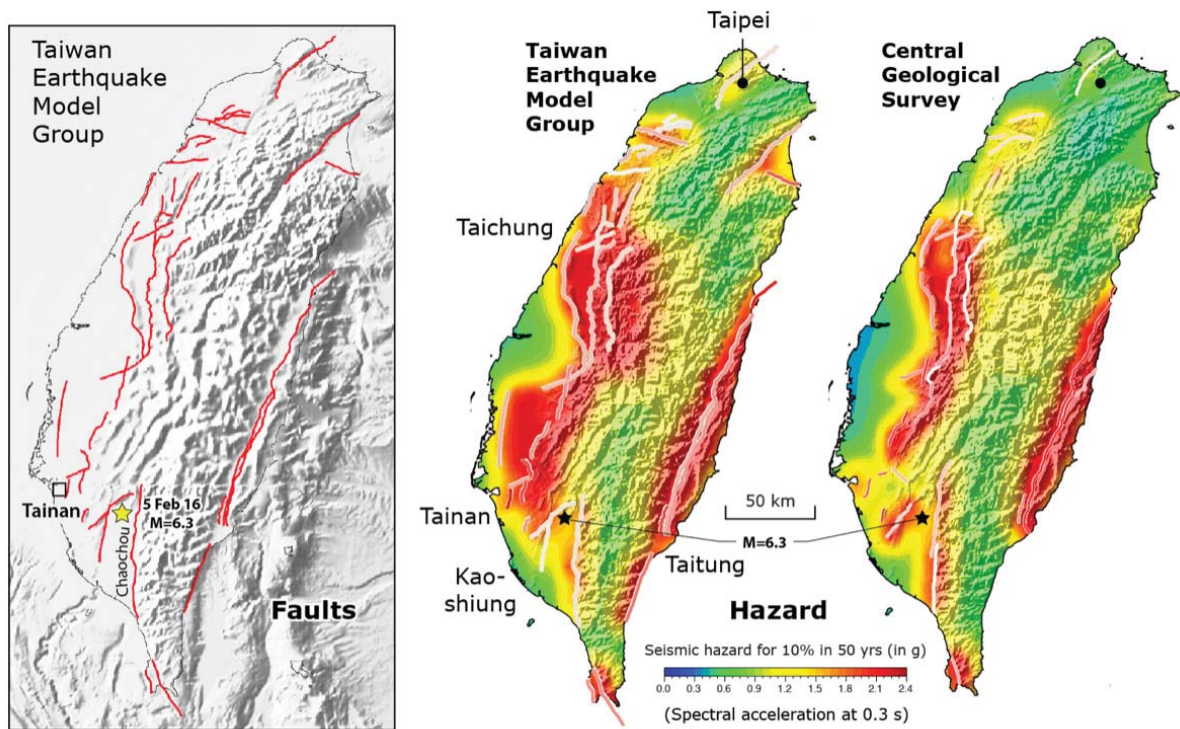 Taiwan
Earthquake
Model
Group
Tainan
5 Feb 16
M=6.3
Chaochou
Faults
Taipei
Taiwan
Earthquake
Model
Group
Central
Geological
Survey
Taichung
50 km
Tainan
M=6.3
Taitung
Kao-
shiung
Hazard
Seismic hazard for 10% in 50 yrs (in g)
0.0 0.3 0.6 0.9 1.2 1.5 1.8 2.1 2.4
(Spectral acceleration at 0.3 s)